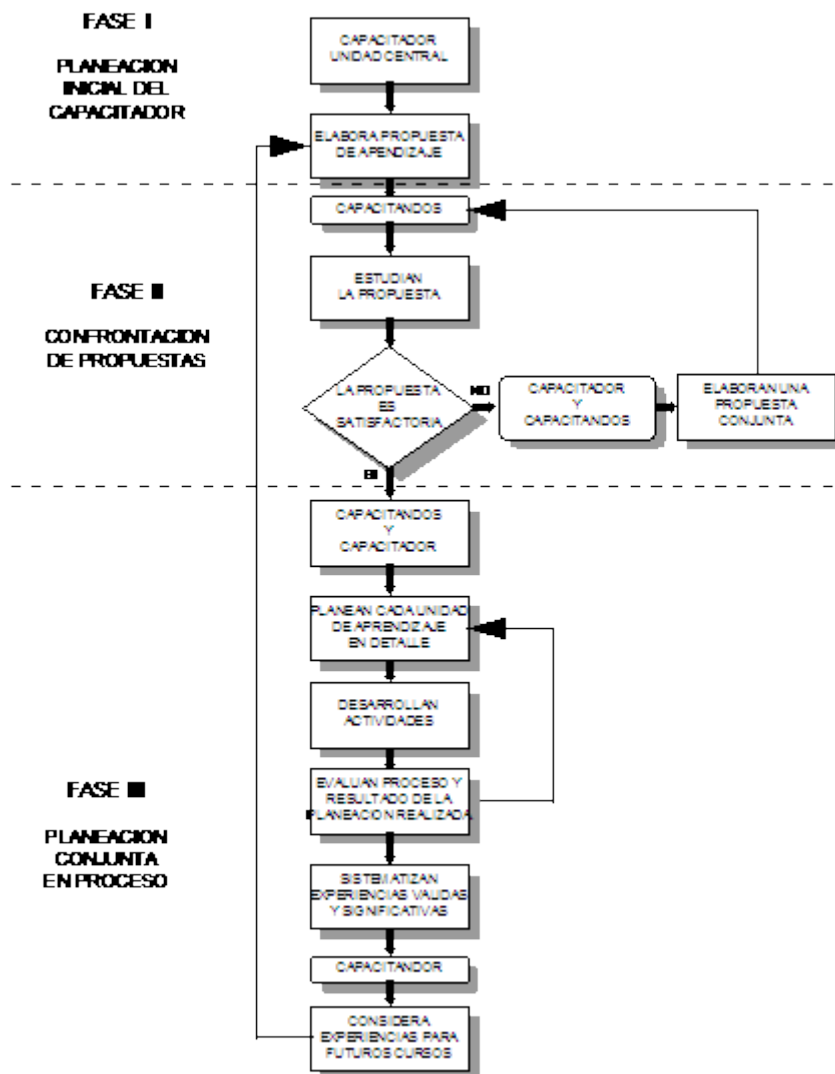 FASE I
PLANEACION
INICIAL DEL
CAPACITADOR
CAPACITADOR
UNIDAD CENTRAL
ELABORA PROPUESTA
DE APENDIZAJE
CAPACITANDOS
FASE II
CONFRONTACION
DE PROPUESTAS
ESTUDIAN
LA PROPUESTA
LA PROPUESTA
ES
SATISFACTORIA
NO
CAPACITADOR
Y
CAPACITANDOS
ELABORAN UNA
PROPUESTA
CONJUNTA
SI
CAPACITANDOS
Y
CAPACITADOR
PLANEAN CADA UNIDAD
DE APRENDIZAJE
EN DETALLE
DESARROLLAN
ACTIVIDADES
FASE III
PLANEACION
CONJUNTA
EN PROCESO
EVALUAN PROCESO Y
RESULTADO DE LA
PLANEACION REALIZADA
SISTEMATIZAN
EXPERIENCIAS VALIDAS
Y SIGNIFICATIVAS
CAPACITANDOR
CONSIDERA
EXPERIENCIAS PARA
FUTUROS CURSOS